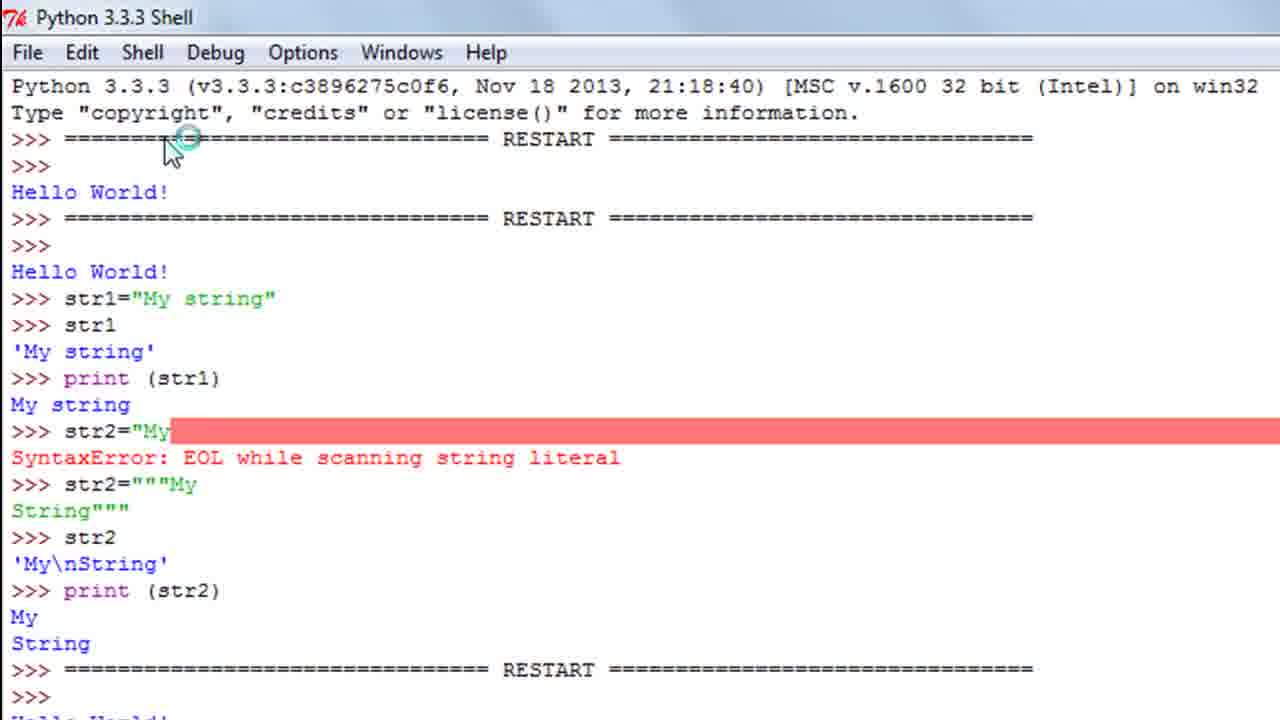 Python 3.3.3 Shell
File Edit Shell Debug Options Windows Help
Python 3.3.3 (v3.3.3:c3896275c0f6, Nov 18 2013, 21:18:40) [MSC v.1600 32 bit (Intel)] on win32
Type "copyright", "credits" or "license()" for more information.
>>> ================================ RESTART ================================
>>>
Hello World!
>>> ================================ RESTART ================================
>>>
Hello World!
>>> str1="My string"
>>> str1
'My string'
>>> print (str1)
My string
>>> str2="My
SyntaxError: EOL while scanning string literal
>>> str2="""My
String"""
>>> str2
'My\nString'
>>> print (str2)
My
String
>>> ================================ RESTART ================================
>>>
Hello World!